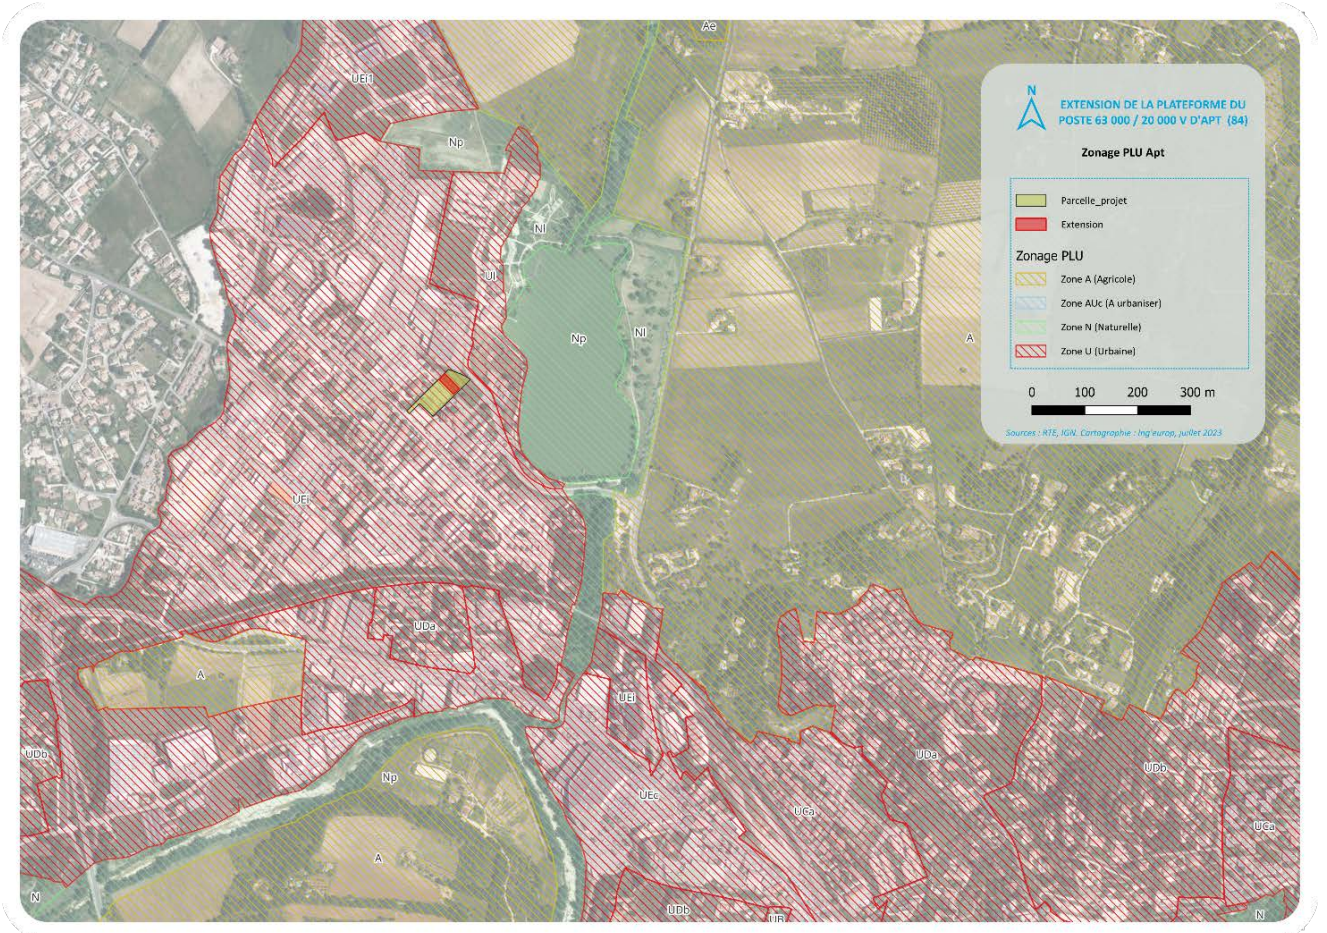 Ae
UEi1
Np
Nl
Ul
Np
Nl
A
UEi
UDa
A
UEi
UDb
Np
UEc
UDa
UDb
UCa
UCa
A
N
UDb
UB
N
N
EXTENSION DE LA PLATEFORME DU
POSTE 63 000 / 20 000 V D'APT (84)
Zonage PLU Apt
Parcelle_projet
Extension
Zonage PLU
Zone A (Agricole)
Zone AUc (A urbaniser)
Zone N (Naturelle)
Zone U (Urbaine)
0 100 200 300 m
Sources : RTE, IGN. Cartographie : Ing'europ, juillet 2023